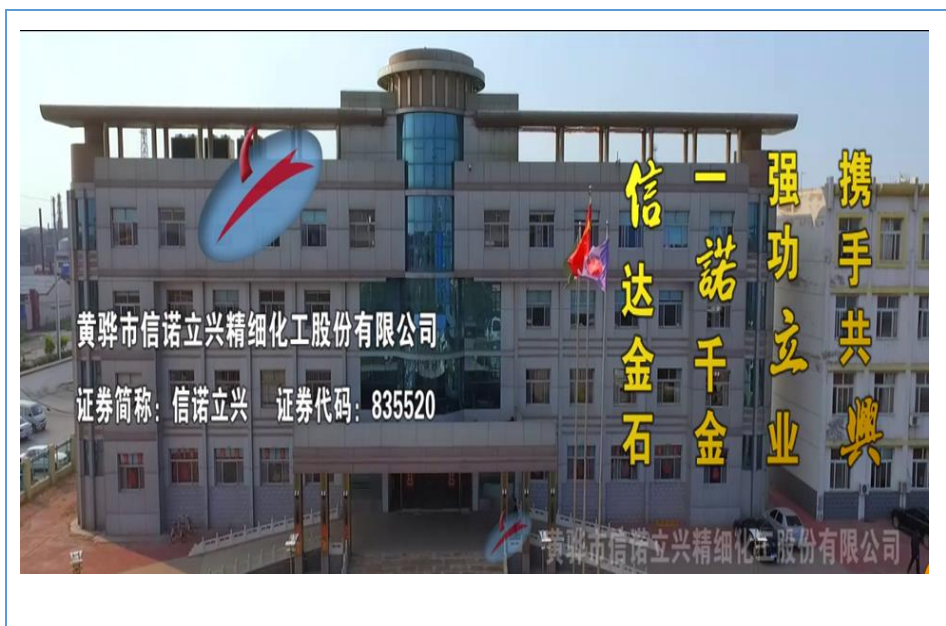 黄骅市信诺立兴精细化工股份有限公司
证券简称：信诺立兴 证券代码：835520
信达金石
一諾千金
强功立业
携手共興
黄骅市信诺立兴精细化工股份有限公司